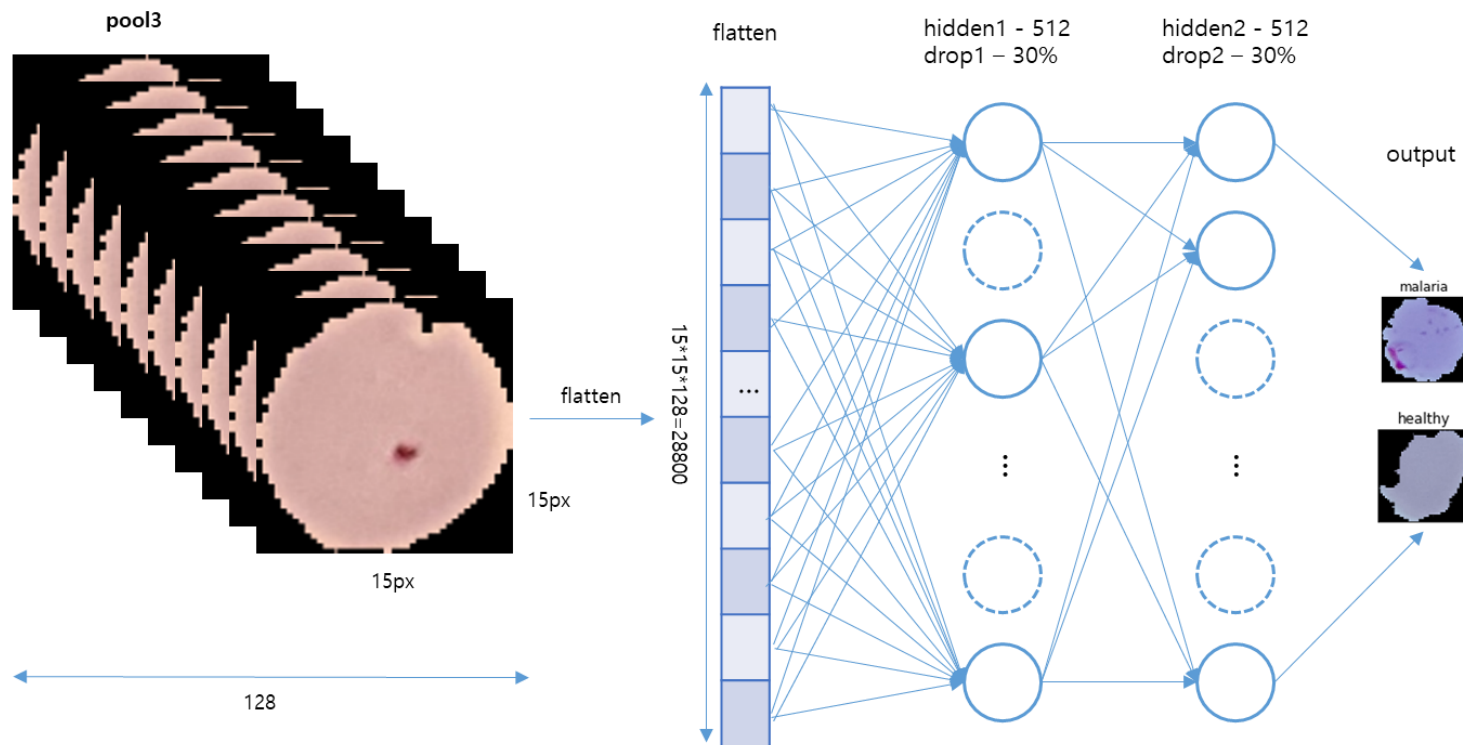 pool3
flatten
hidden1 - 512
drop1 – 30%
hidden2 - 512
drop2 – 30%
output
flatten
15*15*128=28800
...
...
...
malaria
healthy
15px
15px
128